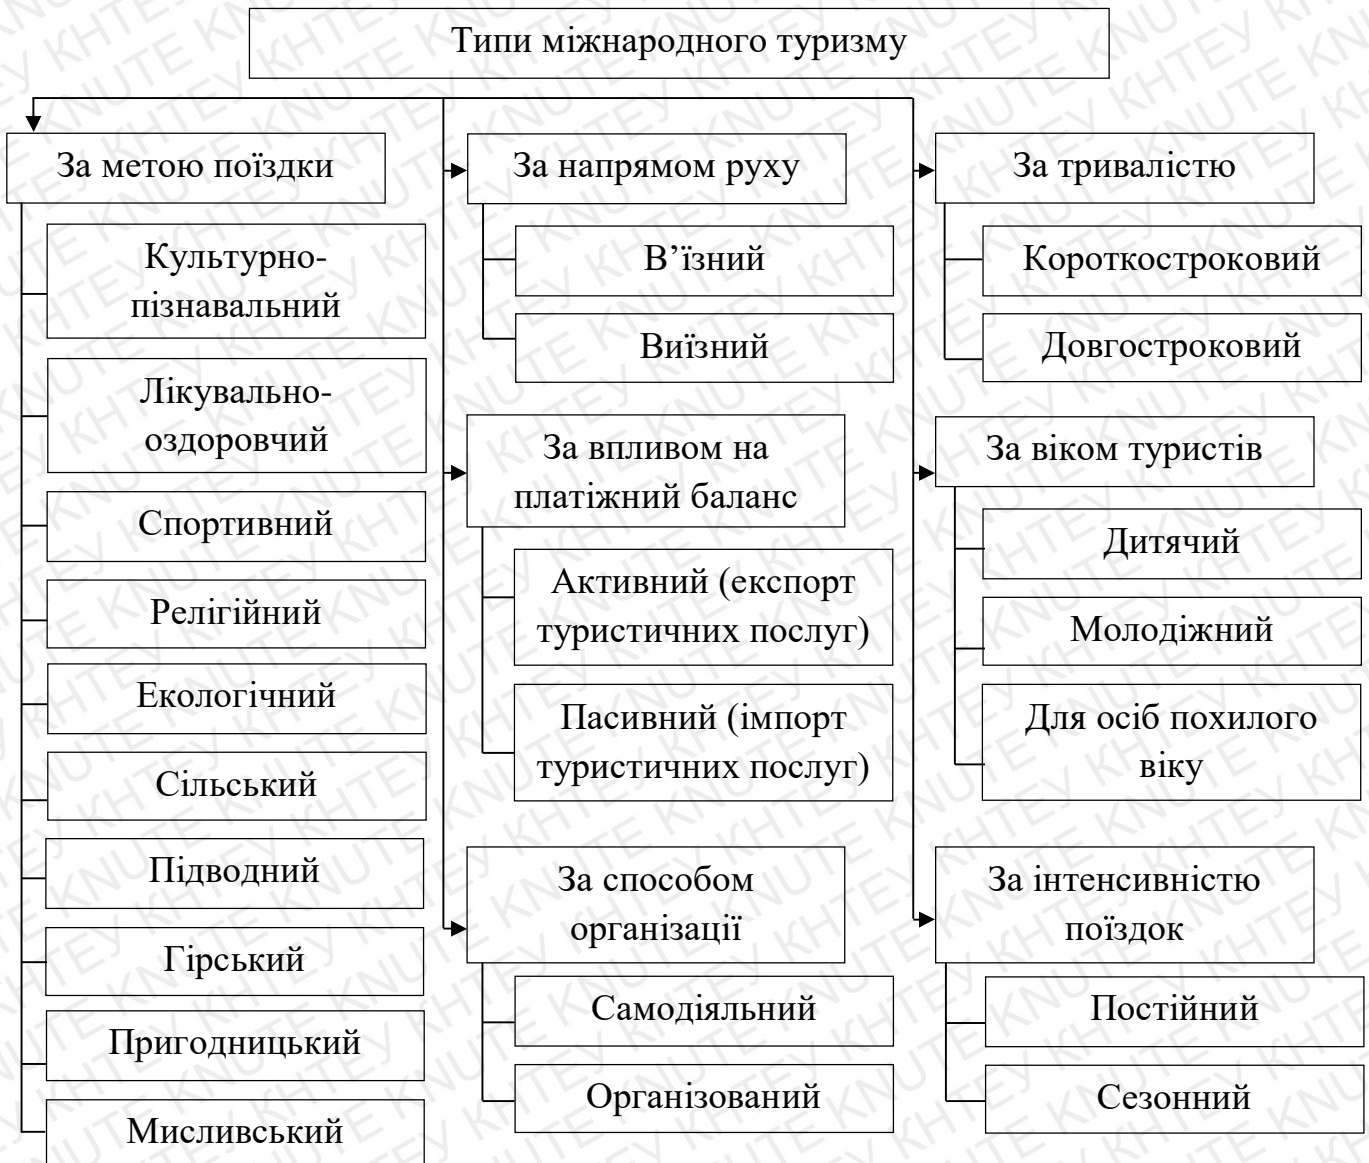 Типи міжнародного туризму
За метою поїздки
Культурно-
пізнавальний
Лікувально-
оздоровчий
Спортивний
Релігійний
Екологічний
Сільський
Підводний
Гірський
Пригодницький
Мисливський
За напрямом руху
В’їзний
Виїзний
За впливом на
платіжний баланс
Активний (експорт
туристичних послуг)
Пасивний (імпорт
туристичних послуг)
За способом
організації
Самодіяльний
Організований
За тривалістю
Короткостроковий
Довгостроковий
За віком туристів
Дитячий
Молодіжний
Для осіб похилого
віку
За інтенсивністю
поїздок
Постійний
Сезонний